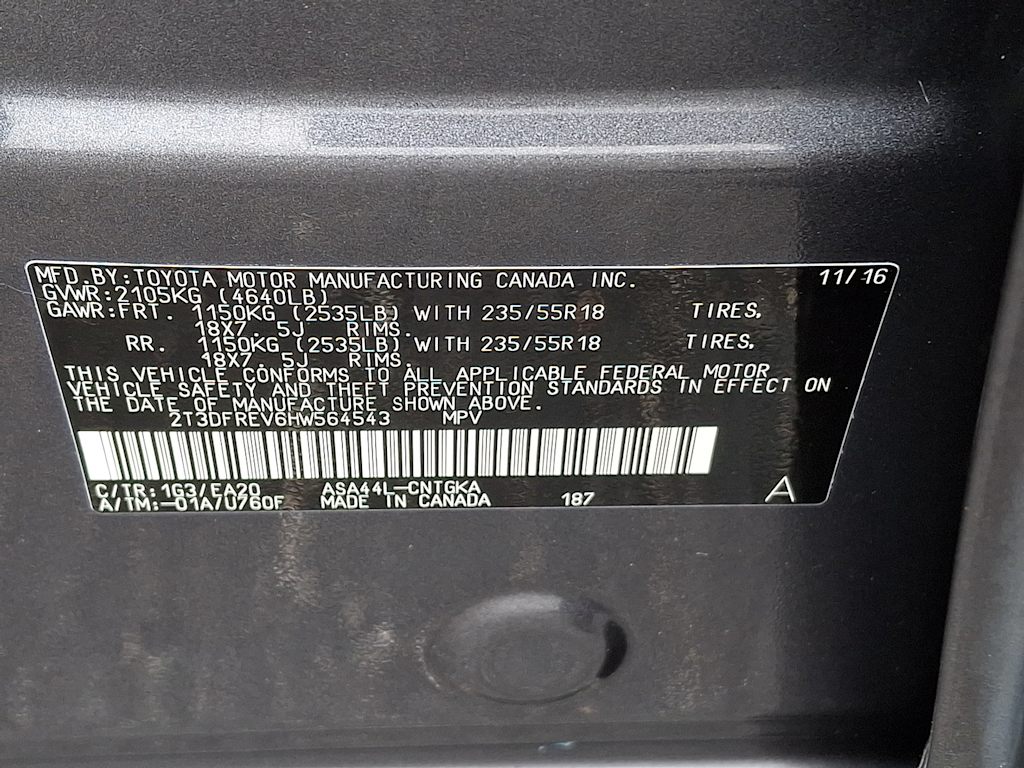 MFD.BY:TOYOTA MOTOR MANUFACTURING CANADA INC. 11/16
GVWR:2105KG (4640LB)
GAWR:FRT. 1150KG (2535LB) WITH 235/55R18 TIRES.
18X7. 5J RIMS.
RR. 1150KG (2535LB) WITH 235/55R18 TIRES.
18X7. 5J RIMS.
THIS VEHICLE CONFORMS TO ALL APPLICABLE FEDERAL MOTOR
VEHICLE SAFETY AND THEFT PREVENTION STANDARDS IN EFFECT ON
THE DATE OF MANUFACTURE SHOWN ABOVE.
2T3DFREV6HW564543 MPV
C/TR:1G3/EA20 ASA44L-CNTGKA
A/TM:-01A/U760F MADE IN CANADA 187 A